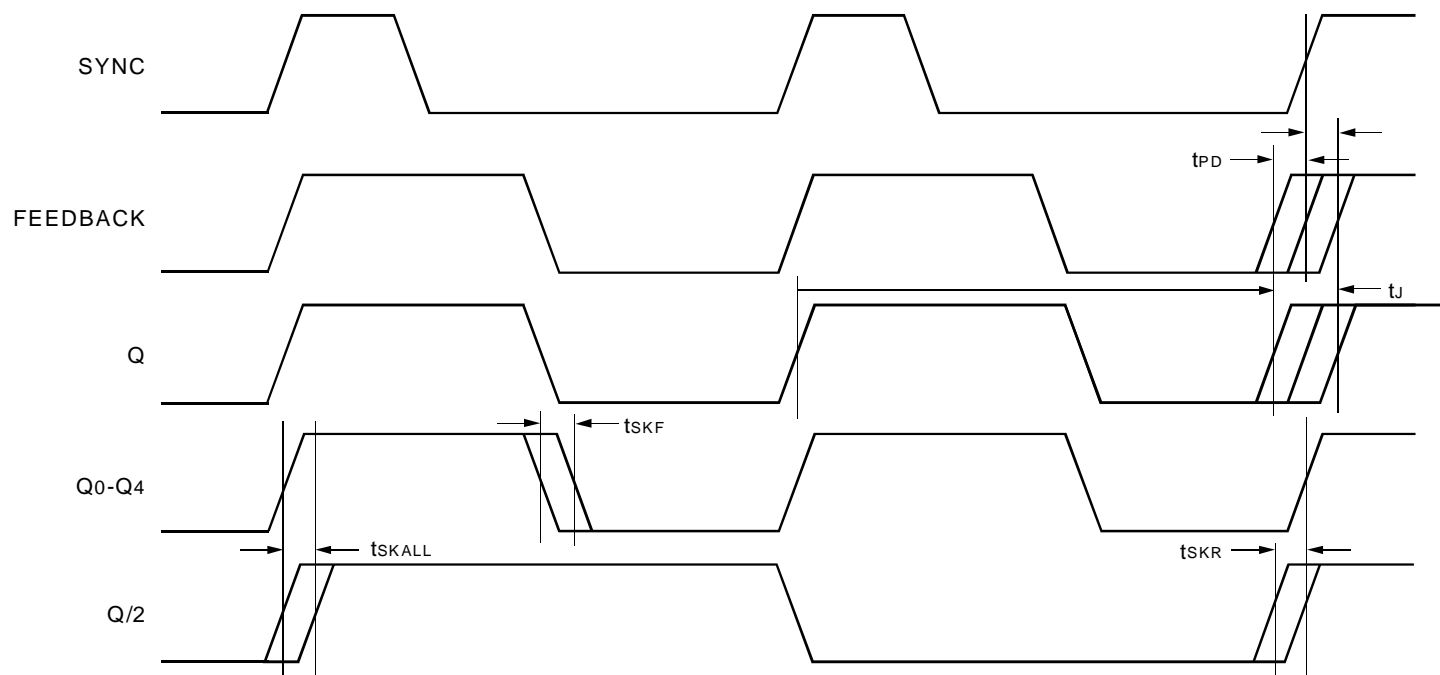 SYNC
tPD
FEEDBACK
tJ
Q
tSKF
Q0-Q4
tSKALL
tSKR
Q/2